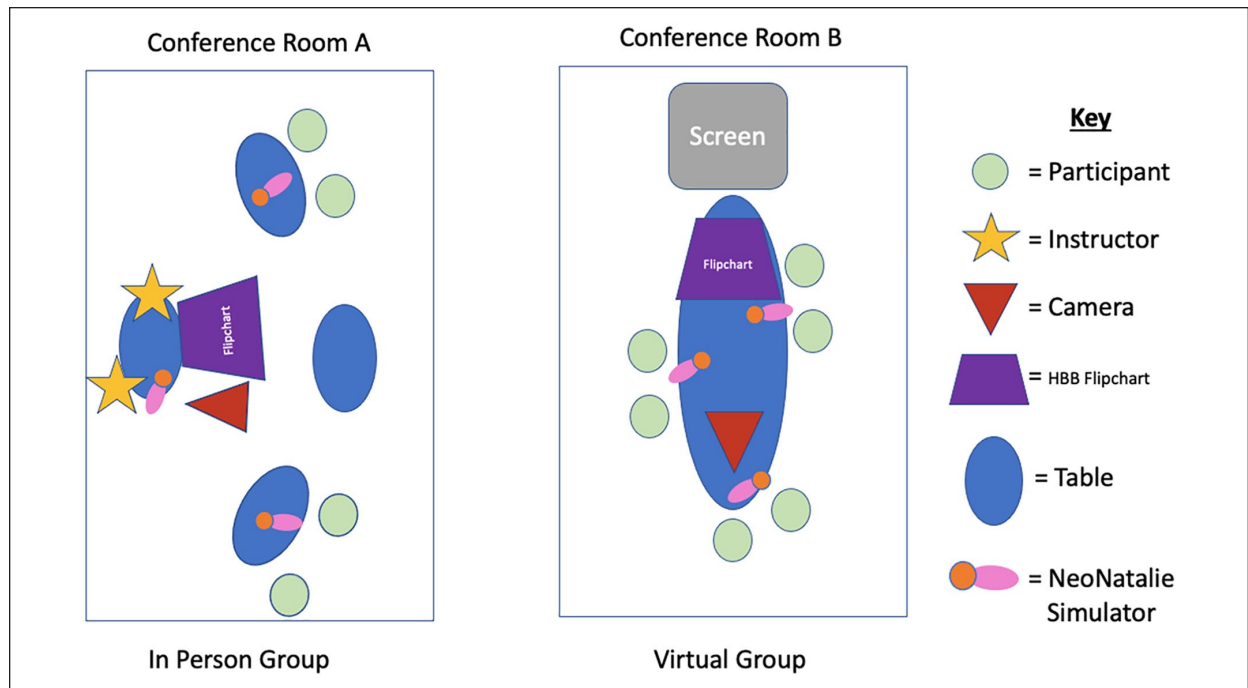 Conference Room A
Flipchart
In Person Group
Conference Room B
Screen
Flipchart
Virtual Group
Key
= Participant
= Instructor
= Camera
= HBB Flipchart
= Table
= NeoNatalie
Simulator